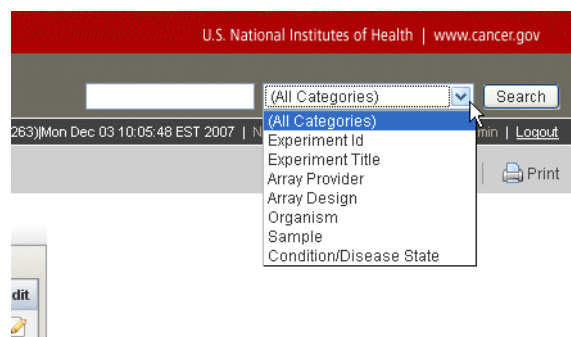 U.S. National Institutes of Health | www.cancer.gov
(All Categories) Search
263)|Mon Dec 03 10:05:48 EST 2007 | N min | Logout
(All Categories)
Experiment Id
Experiment Title
Print
Array Provider
Array Design
Organism
Sample
Condition/Disease State
dit